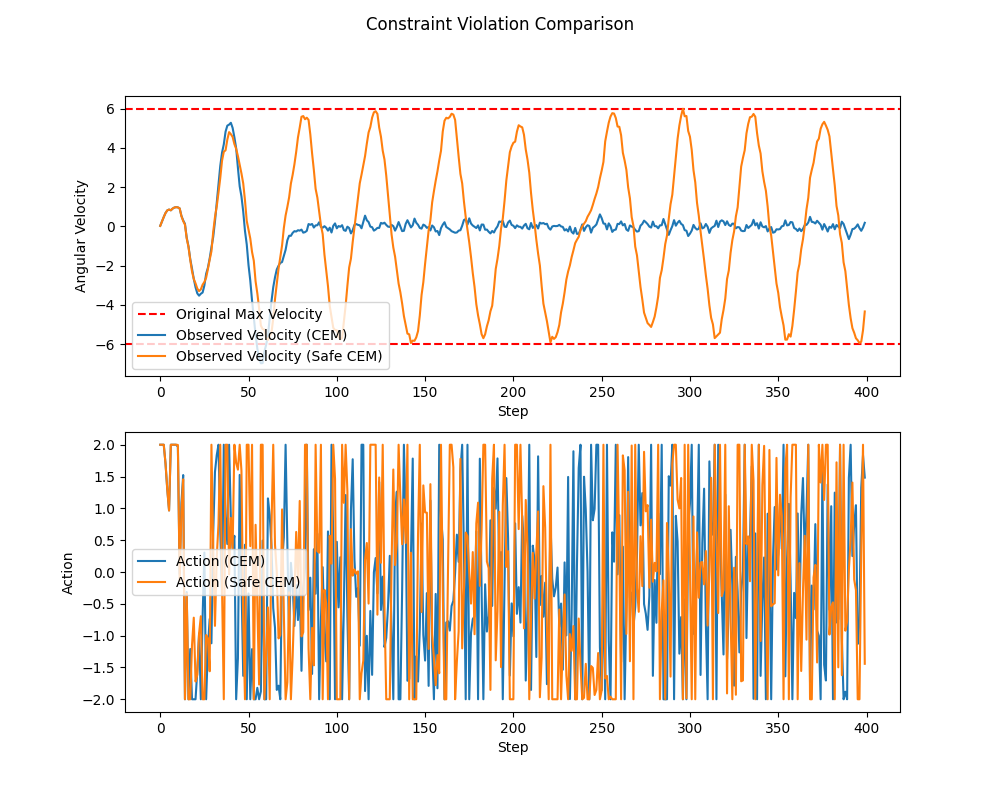 Constraint Violation Comparison
6
4
2
0
−2
−4
−6
Angular Velocity
Original Max Velocity
Observed Velocity (CEM)
Observed Velocity (Safe CEM)
0 50 100 150 200 250 300 350 400
Step
2.0
1.5
1.0
0.5
0.0
−0.5
−1.0
−1.5
−2.0
Action
Action (CEM)
Action (Safe CEM)
0 50 100 150 200 250 300 350 400
Step